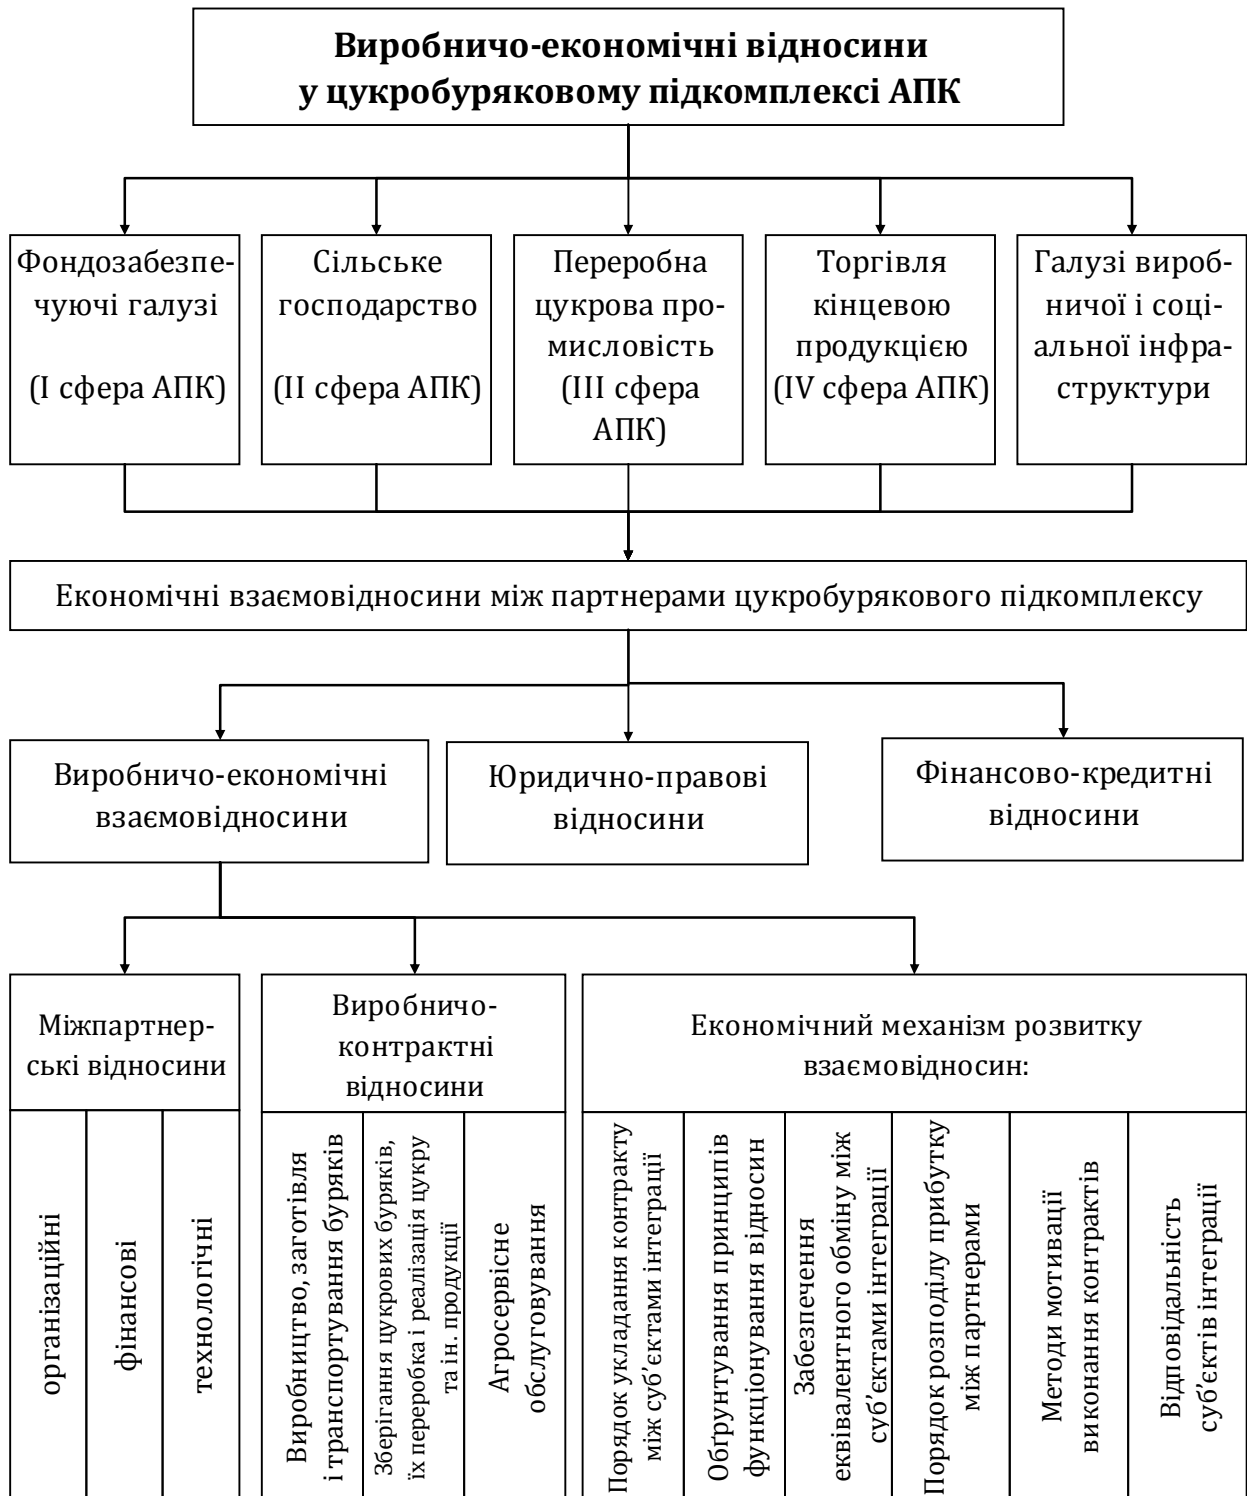 Виробничо-економічні відносини
у цукробуряковому підкомплексі АПК
Фондозабезпе-
чуючі галузі
(І сфера АПК)
Сільське
господарство
(ІІ сфера АПК)
Переробна
цукрова про-
мисловість
(ІІІ сфера
АПК)
Торгівля
кінцевою
продукцією
(IV сфера АПК)
Галузі вироб-
ничої і соці-
альної інфра-
структури
Економічні взаємовідносини між партнерами цукробурякового підкомплексу
Виробничо-економічні
взаємовідносини
Юридично-правові
відносини
Фінансово-кредитні
відносини
Міжпартнер-
ські відносини
організаційні
фінансові
технологічні
Виробничо-
контрактні
відносини
Виробництво, заготівля
і транспортування буряків
Зберігання цукрових буряків,
їх переробка і реалізація цукру
та ін. продукції
Агросервісне
обслуговування
Економічний механізм розвитку
взаємовідносин:
Порядок укладання контракту
між суб’єктами інтеграції
Обґрунтування принципів
функціонування відносин
Забезпечення
еквівалентного обміну між
суб’єктами інтеграції
Порядок розподілу прибутку
між партнерами
Методи мотивації
виконання контрактів
Відповідальність
суб’єктів інтеграції